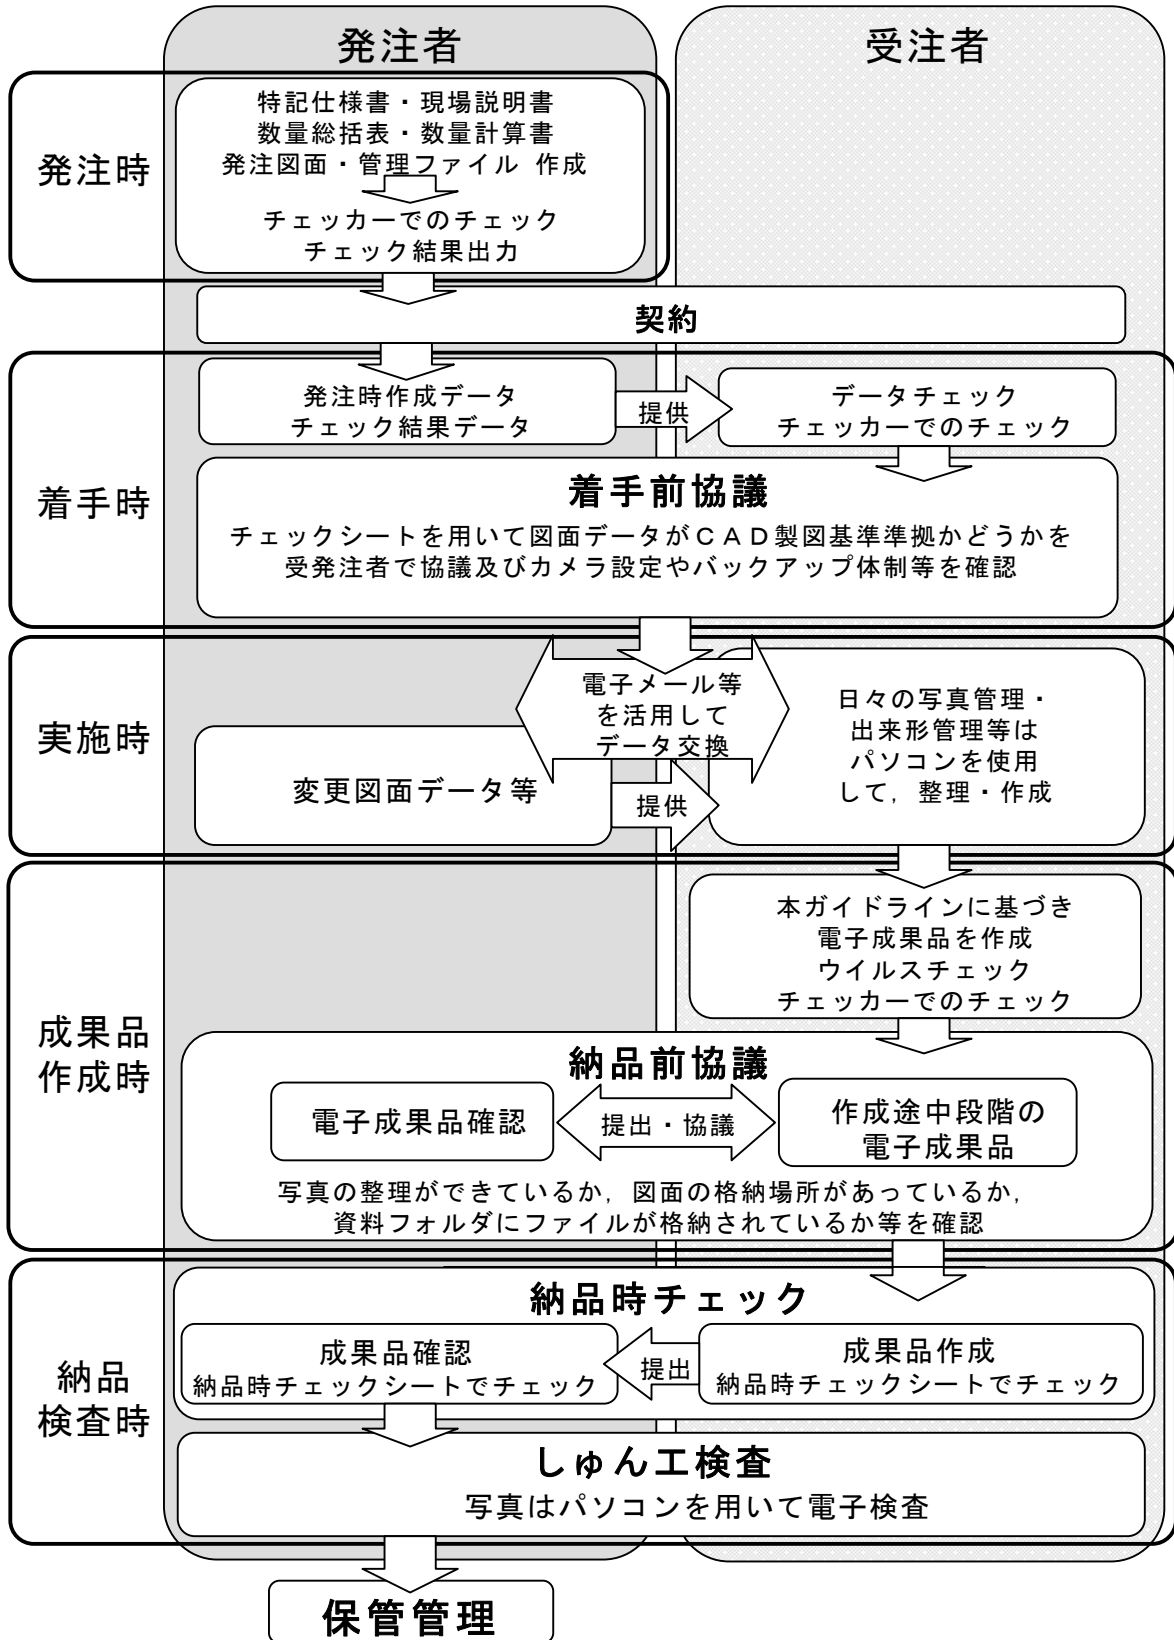 発注者
受注者
発注時
特記仕様書・現場説明書
数量総括表・数量計算書
発注図面・管理ファイル 作成
チェッカーでのチェック
チェック結果出力
契約
着手時
発注時作成データ
チェック結果データ
提供
データチェック
チェッカーでのチェック
着手前協議
チェックシートを用いて図面データがＣＡＤ製図基準準拠かどうかを
受発注者で協議及びカメラ設定やバックアップ体制等を確認
実施時
電子メール等
を活用して
データ交換
変更図面データ等
提供
日々の写真管理・
出来形管理等は
パソコンを使用
して，整理・作成
成果品
作成時
本ガイドラインに基づき
電子成果品を作成
ウイルスチェック
チェッカーでのチェック
納品前協議
電子成果品確認
提出・協議
作成途中段階の
電子成果品
写真の整理ができているか，図面の格納場所があっているか，
資料フォルダにファイルが格納されているか等を確認
納品
検査時
納品時チェック
成果品確認
納品時チェックシートでチェック
提出
成果品作成
納品時チェックシートでチェック
しゅん工検査
写真はパソコンを用いて電子検査
保管管理